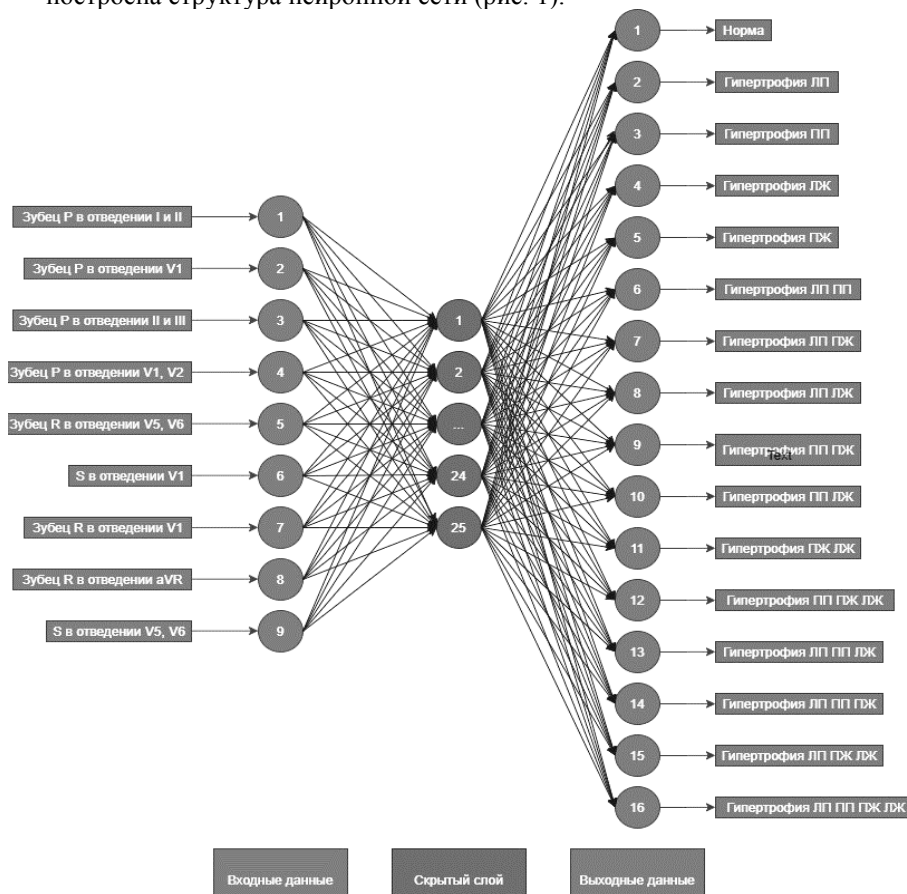 построена структура нейронной сети (рис. 1).
Зубец P в отведении I и II
Зубец P в отведении V1
Зубец P в отведении II и III
Зубец P в отведении V1, V2
Зубец R в отведении V5, V6
S в отведении V1
Зубец R в отведении V1
Зубец R в отведении aVR
S в отведении V5, V6
1
2
3
4
5
6
7
8
9
1
2
...
24
25
1
2
3
4
5
6
7
8
9
10
11
12
13
14
15
16
Норма
Гипертрофия ЛП
Гипертрофия ПП
Гипертрофия ЛЖ
Гипертрофия ПЖ
Гипертрофия ЛП ПП
Гипертрофия ЛП ПЖ
Гипертрофия ЛП ЛЖ
Гипертрофия ПП ПЖ
Text
Гипертрофия ПП ЛЖ
Гипертрофия ПЖ ЛЖ
Гипертрофия ПП ПЖ ЛЖ
Гипертрофия ЛП ПП ЛЖ
Гипертрофия ЛП ПП ПЖ
Гипертрофия ЛП ПЖ ЛЖ
Гипертрофия ЛП ПП ПЖ ЛЖ
Входные данные
Скрытый слой
Выходные данные